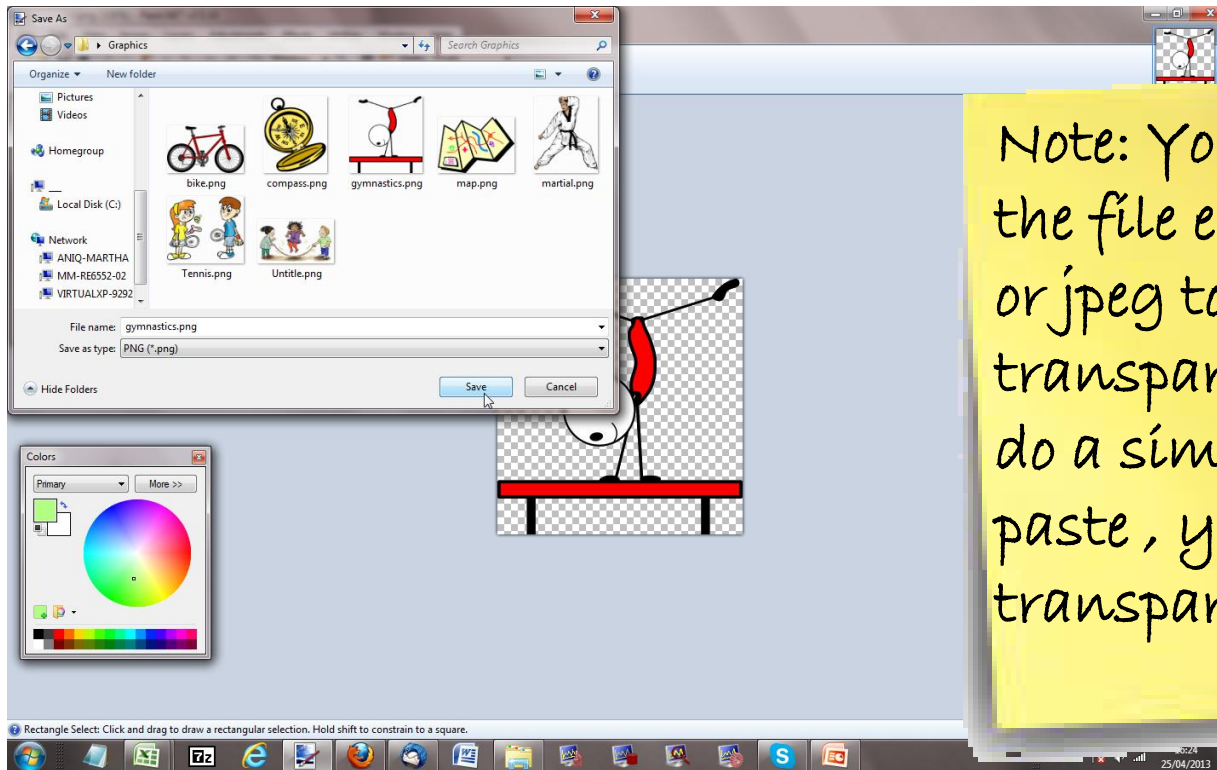 Save As
Graphics
Search Graphics
Organize
New folder
Pictures
Videos
Homegroup
Local Disk (C:)
Network
ANIQ-MARTHA
MM-RE6552-02
VIRTUALXP-9292
bike.png
compass.png
gymnastics.png
map.png
martial.png
Tennis.png
Untitle.png
File name: gymnastics.png
Save as type: PNG (*.png)
Hide Folders
Save
Cancel
Note: Yo
the file e
or jpeg to
transpar
do a sim
paste, y
transpar
Colors
Primary
More >>
Rectangle Select: Click and drag to draw a rectangular selection. Hold shift to constrain to a square.
7z
S
25/04/2013